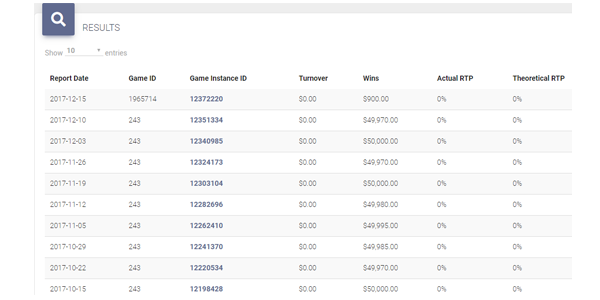 RESULTS
Show 10 entries
Report Date Game ID Game Instance ID Turnover Wins Actual RTP Theoretical RTP
2017-12-15 1965714 12372220 $0.00 $900.00 0% 0%
2017-12-10 243 12351334 $0.00 $49,970.00 0% 0%
2017-12-03 243 12340985 $0.00 $50,000.00 0% 0%
2017-11-26 243 12324173 $0.00 $49,970.00 0% 0%
2017-11-19 243 12303104 $0.00 $50,000.00 0% 0%
2017-11-12 243 12282696 $0.00 $49,980.00 0% 0%
2017-11-05 243 12262410 $0.00 $49,995.00 0% 0%
2017-10-29 243 12241370 $0.00 $49,985.00 0% 0%
2017-10-22 243 12220534 $0.00 $49,970.00 0% 0%
2017-10-15 243 12198428 $0.00 $50,000.00 0% 0%